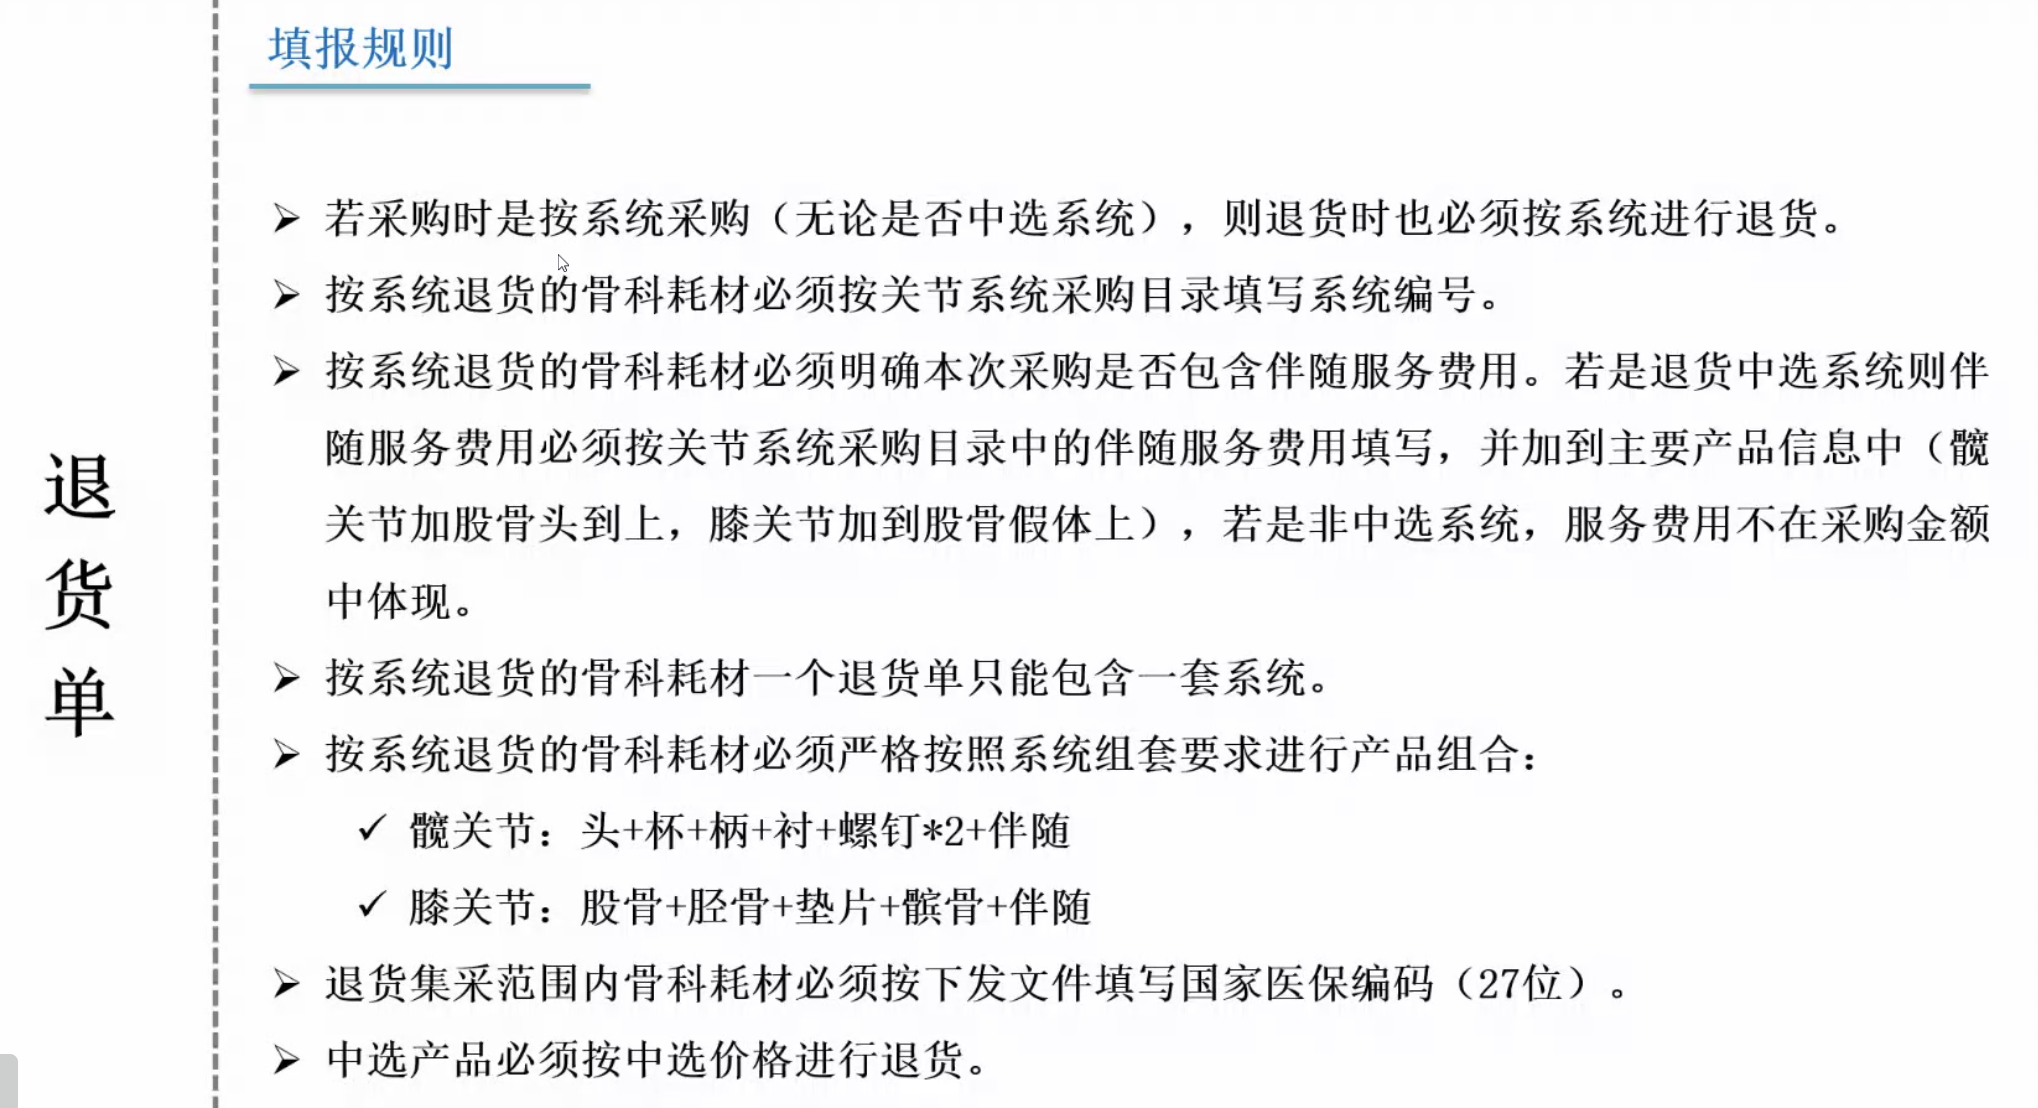 填报规则
退货单
若采购时是按系统采购（无论是否中选系统），则退货时也必须按系统进行退货。
按系统退货的骨科耗材必须按关节系统采购目录填写系统编号。
按系统退货的骨科耗材必须明确本次采购是否包含伴随服务费用。若是退货中选系统则伴
随服务费用必须按关节系统采购目录中的伴随服务费用填写，并加到主要产品信息中（髋
关节加股骨头到上，膝关节加到股骨假体上），若是非中选系统，服务费用不在采购金额
中体现。
按系统退货的骨科耗材一个退货单只能包含一套系统。
按系统退货的骨科耗材必须严格按照系统组套要求进行产品组合：
髋关节：头+杯+柄+衬+螺钉*2+伴随
膝关节：股骨+胫骨+垫片+髌骨+伴随
退货集采范围内骨科耗材必须按下发文件填写国家医保编码（27位）。
中选产品必须按中选价格进行退货。